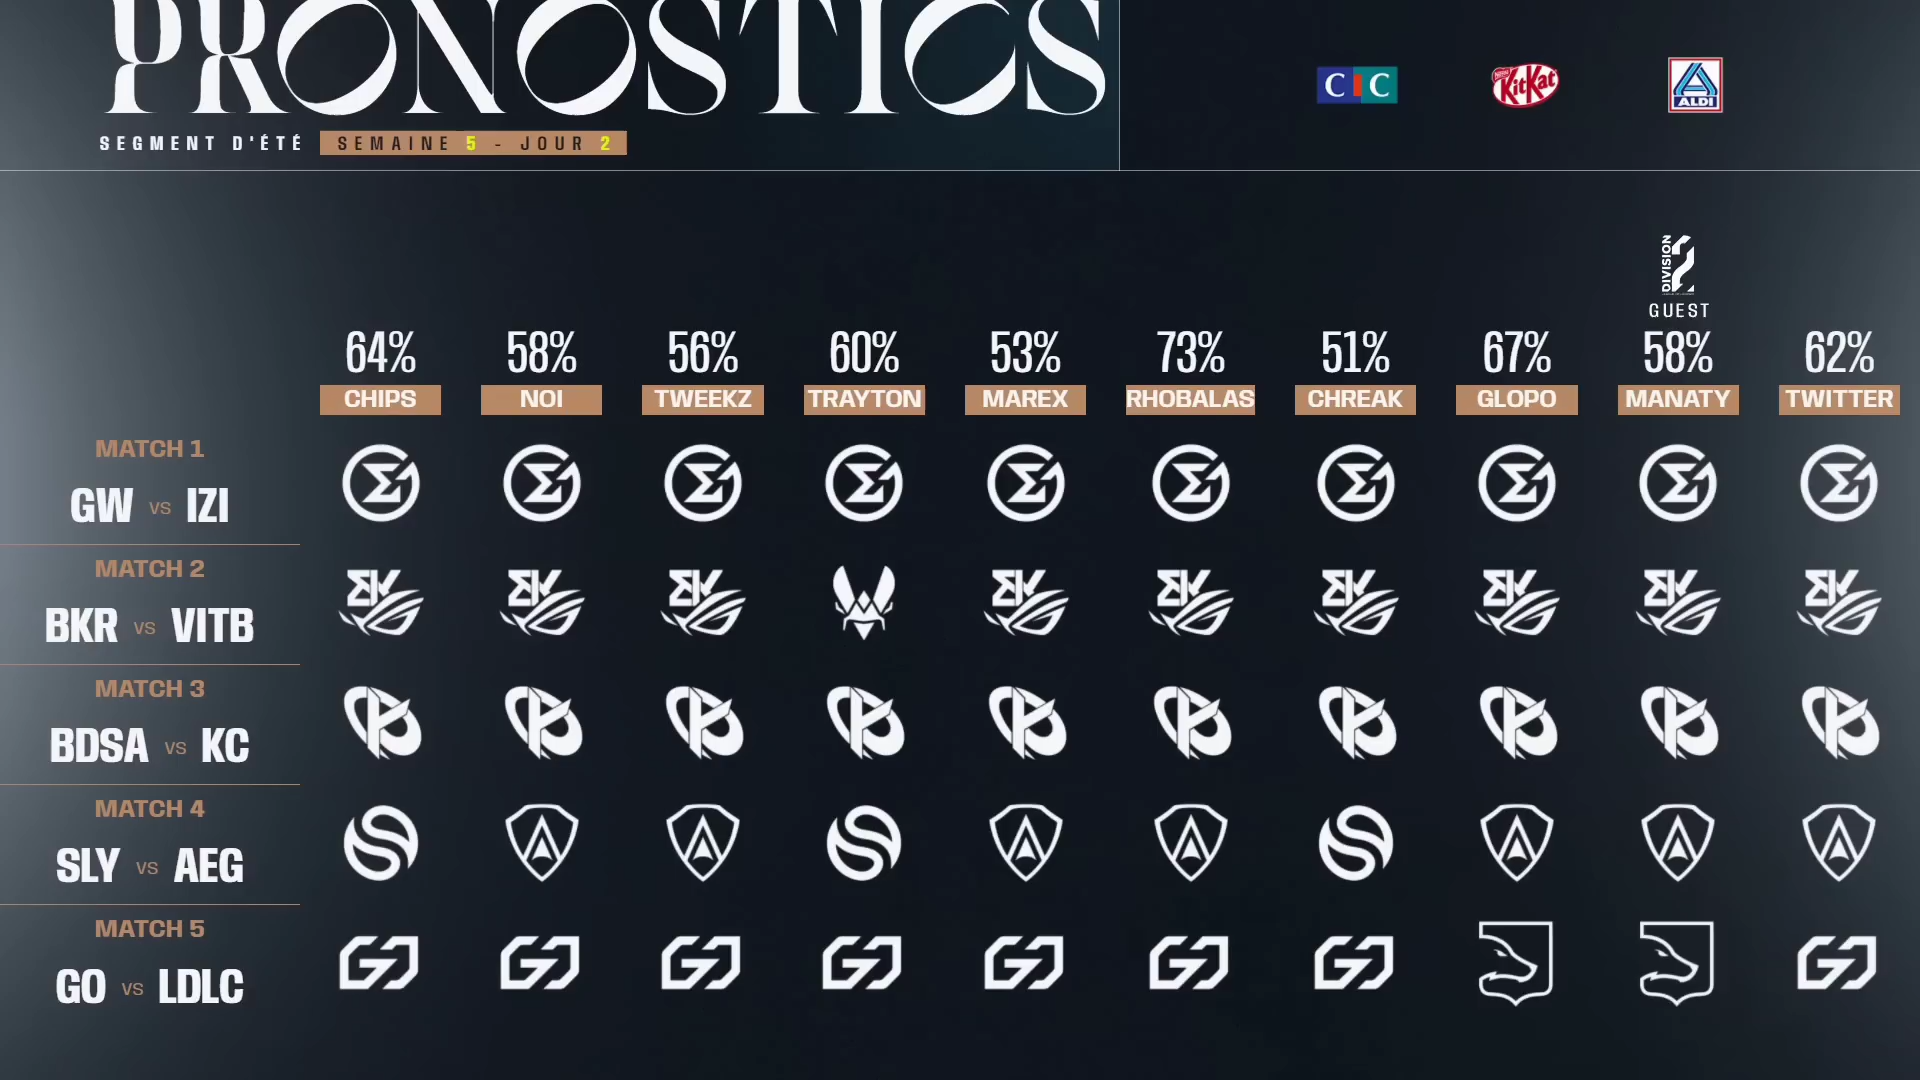 PRONOSTICS
SEGMENT D'ÉTÉ SEMAINE 5 - JOUR 2
CIC Nestlé KitKat ALDI
DIVISION 2
GUEST
64% 58% 56% 60% 53% 73% 51% 67% 58% 62%
CHIPS NOI TWEEKZ TRAYTON MAREX RHOBALAS CHREAK GLOPO MANATY TWITTER
MATCH 1
GW VS IZI
MATCH 2
BKR VS VITB
MATCH 3
BDSA VS KC
MATCH 4
SLY VS AEG
MATCH 5
GO VS LDLC